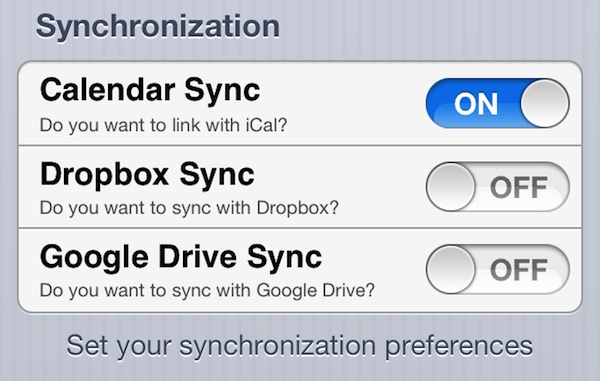 Synchronization
Calendar Sync
ON
Do you want to link with iCal?
Dropbox Sync
OFF
Do you want to sync with Dropbox?
Google Drive Sync
OFF
Do you want to sync with Google Drive?
Set your synchronization preferences